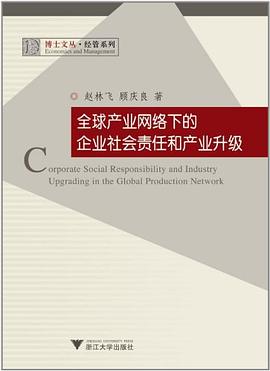 博士文丛·经管系列
Economics and Management
赵林飞 顾庆良 著
全球产业网络下的
企业社会责任和产业升级
Corporate Social Responsibility and Industry
Upgrading in the Global Production Network
浙江大学出版社